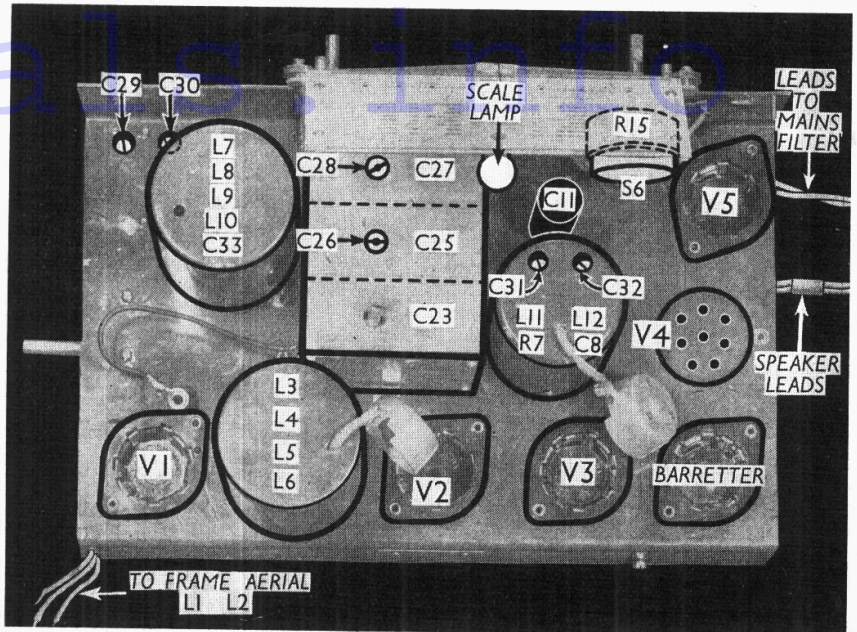 als.info
C29 C30
SCALE
LAMP
LEADS
TO
MAINS
FILTER
L7
L8
L9
L10
C33
C28
C27
R15
S6
C11
V5
C26
C25
C31
C32
C23
L11 L12
R7 C8
V4
SPEAKER
LEADS
L3
L4
L5
L6
V1
V2
V3
BARRETTER
TO FRAME AERIAL
L1 L2